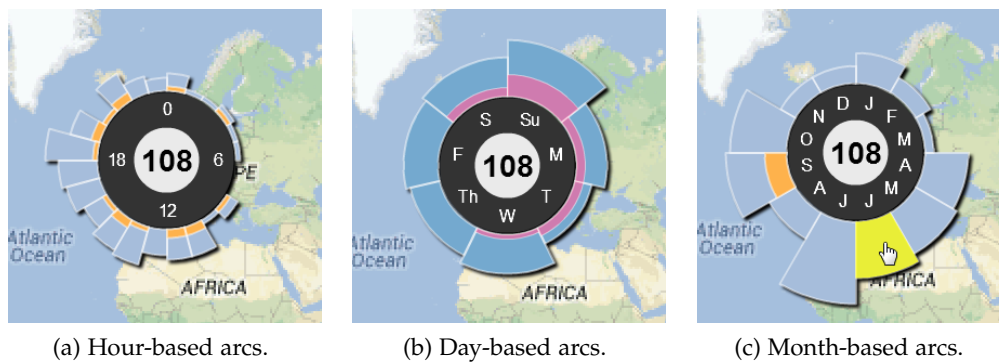 0
18
108
6
PE
12
Atlantic
Ocean
AFRICA
(a) Hour-based arcs.
S
Su
F
108
M
Th
T
W
Atlantic
Ocean
AFRICA
(b) Day-based arcs.
D
J
N
F
O
M
108
S
A
A
M
J
J
Atlantic
Ocean
AFRICA
(c) Month-based arcs.